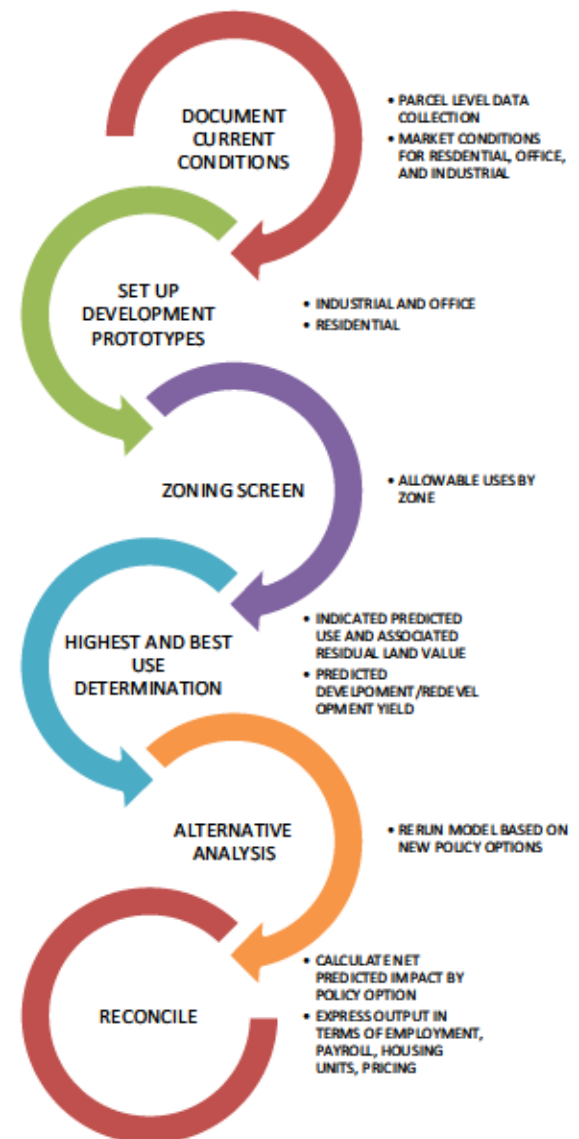 DOCUMENT
CURRENT
CONDITIONS
• PARCEL LEVEL DATA
COLLECTION
• MARKET CONDITIONS
FOR RESDENTIAL, OFFICE,
AND INDUSTRIAL
SET UP
DEVELOPMENT
PROTOTYPES
• INDUSTRIAL AND OFFICE
• RESIDENTIAL
ZONING SCREEN
• ALLOWABLE USES BY
ZONE
HIGHEST AND BEST
USE
DETERMINATION
• INDICATED PREDICTED
USE AND ASSOCIATED
RESIDUAL LAND VALUE
• PREDICTED
DEVELPOMENT/REDEVEL
OPMENT YIELD
ALTERNATIVE
ANALYSIS
• RERUN MODEL BASED ON
NEW POLICY OPTIONS
RECONCILE
• CALCULATE NET
PREDICTED IMPACT BY
POLICY OPTION
• EXPRESS OUTPUT IN
TERMS OF EMPLOYMENT,
PAYROLL, HOUSING
UNITS, PRICING